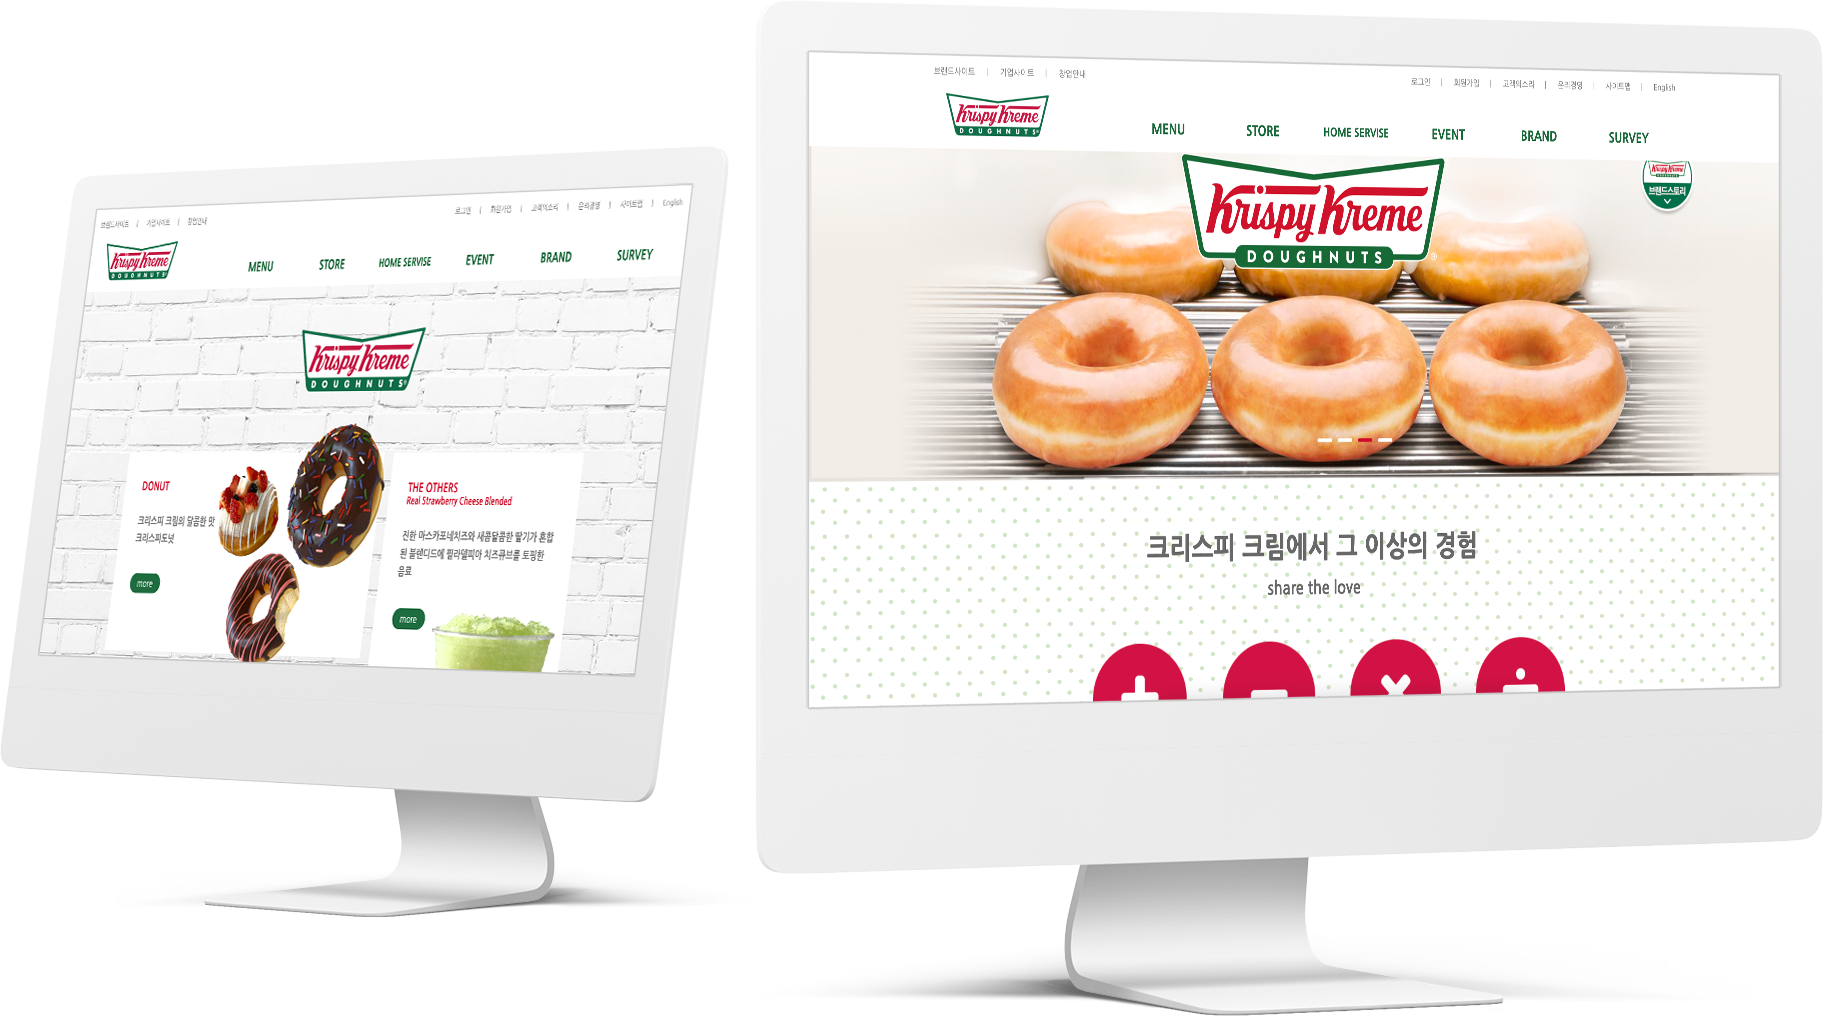 브랜드사이트 | 기업사이트 | 창업안내
로그인 | 회원가입 | 고객의소리 | 윤리경영 | 사이트맵 | English
Krispy Kreme
DOUGHNUTS
MENU STORE HOME SERVISE EVENT BRAND SURVEY
Krispy Kreme
DOUGHNUTS
DONUT
크리스피 크림의 달콤한 맛
크리스피도넛
more
THE OTHERS
Real Strawberry Cheese Blended
진한 마스카포네치즈와 새콤달콤한 딸기가 혼합
된 블렌디드에 필라델피아 치즈큐브를 토핑한
음료
more
브랜드사이트 | 기업사이트 | 창업안내
로그인 | 회원가입 | 고객의소리 | 윤리경영 | 사이트맵 | English
Krispy Kreme
DOUGHNUTS®
MENU STORE HOME SERVISE EVENT BRAND SURVEY
Krispy Kreme
DOUGHNUTS®
Krispy Kreme
브랜드스토리
크리스피 크림에서 그 이상의 경험
share the love